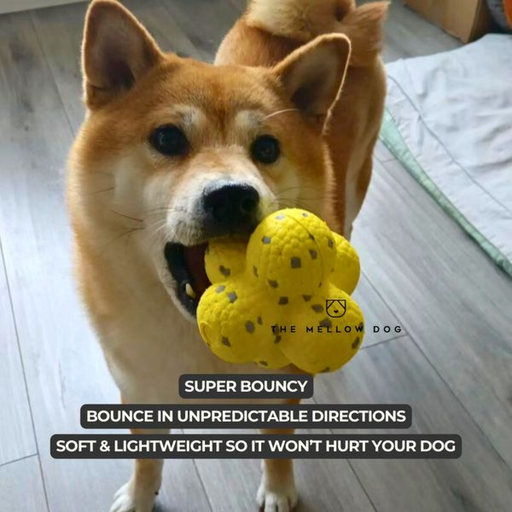 THE MELLOW DOG
SUPER BOUNCY
BOUNCE IN UNPREDICTABLE DIRECTIONS
SOFT & LIGHTWEIGHT SO IT WON'T HURT YOUR DOG